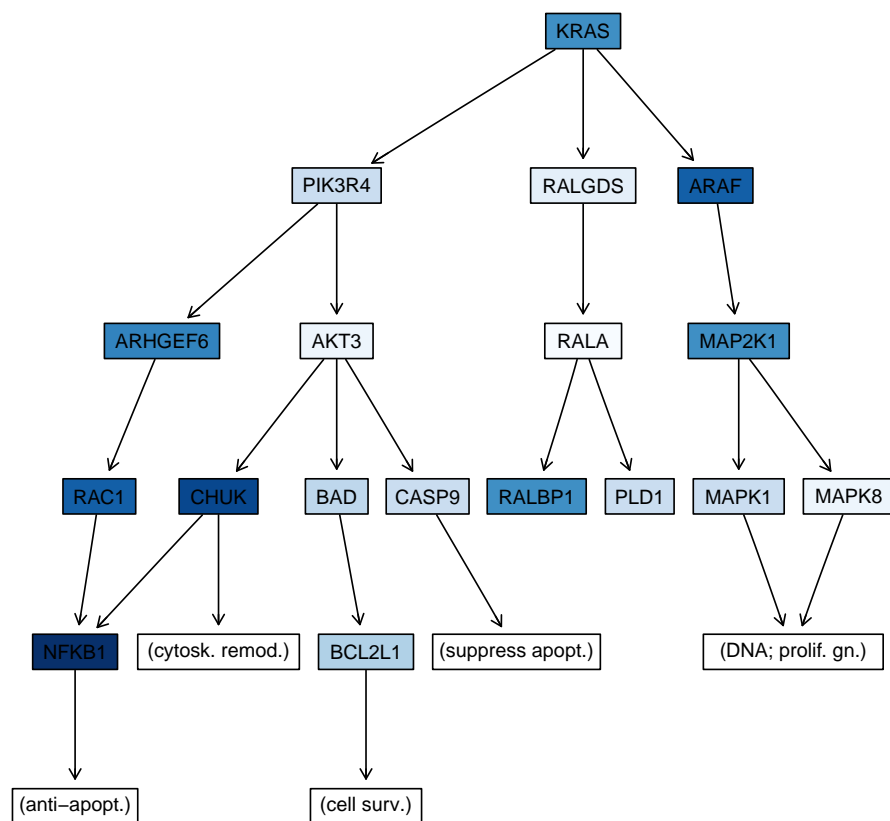 KRAS
PIK3R4
RALGDS
ARAF
ARHGEF6
AKT3
RALA
MAP2K1
RAC1
CHUK
BAD
CASP9
RALBP1
PLD1
MAPK1
MAPK8
NFKB1
(cytosk. remod.)
BCL2L1
(suppress apopt.)
(DNA; prolif. gn.)
(anti−apopt.)
(cell surv.)